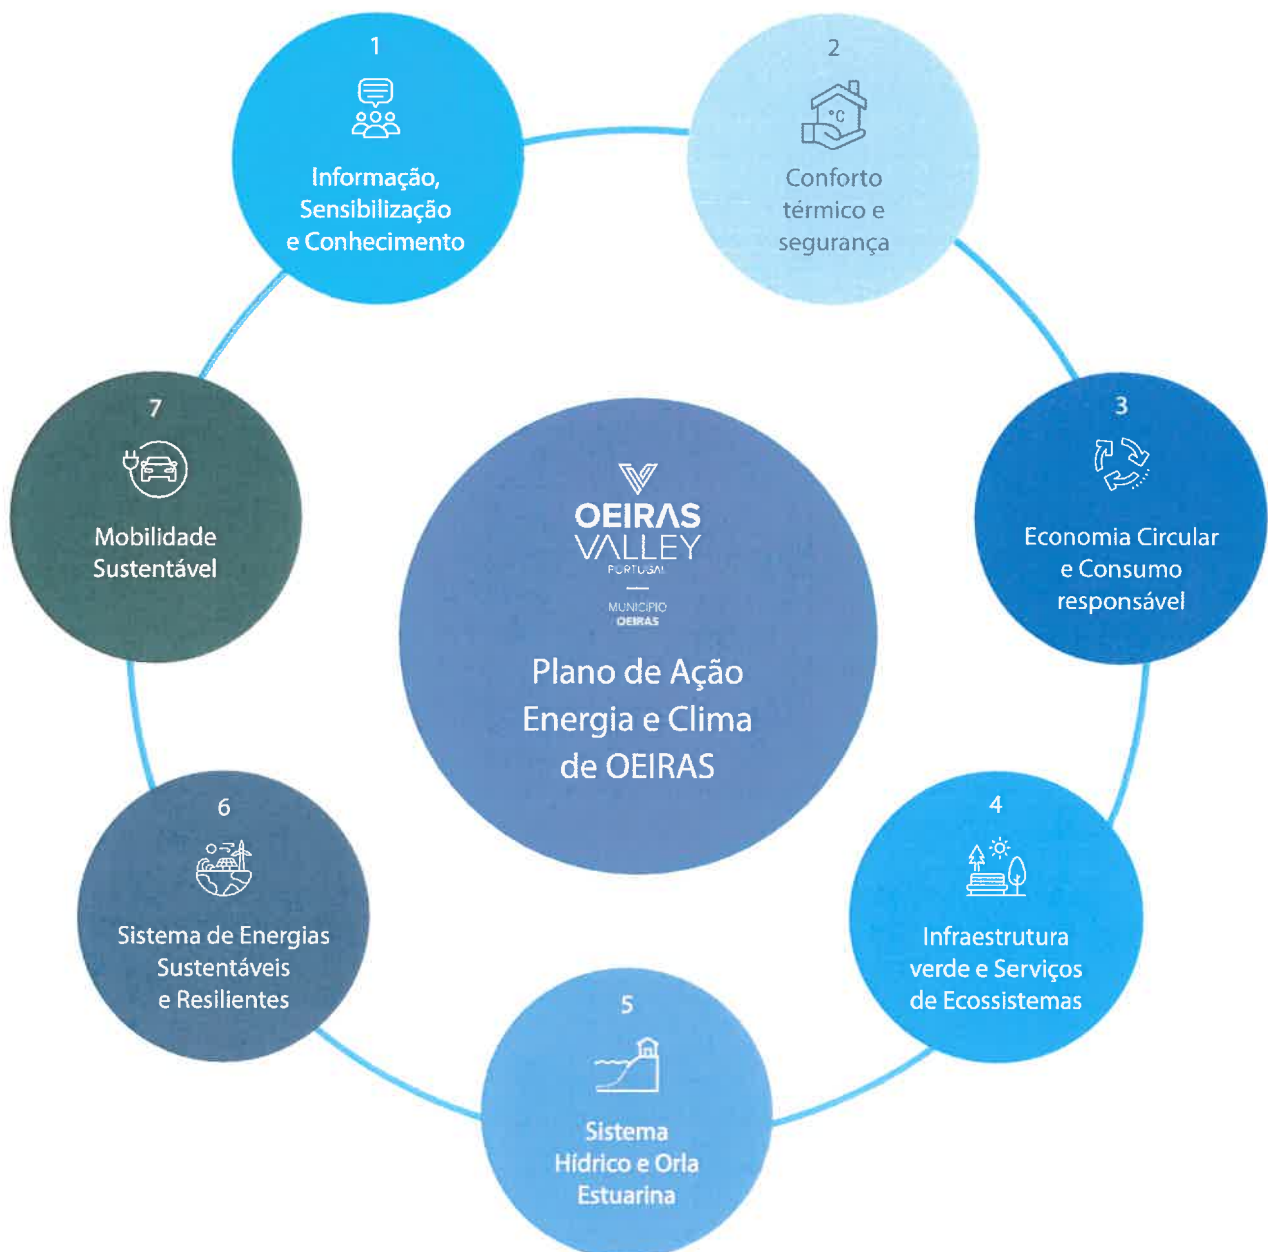 1
Informação,
Sensibilização
e Conhecimento
2
°C
Conforto
térmico e
segurança
3
Economia Circular
e Consumo
responsável
4
Infraestrutura
verde e Serviços
de Ecossistemas
5
Sistema
Hídrico e Orla
Estuarina
6
Sistema de Energias
Sustentáveis
e Resilientes
7
Mobilidade
Sustentável
OEIRAS
VALLEY
PORTUGAL
MUNICÍPIO
OEIRAS
Plano de Ação
Energia e Clima
de OEIRAS